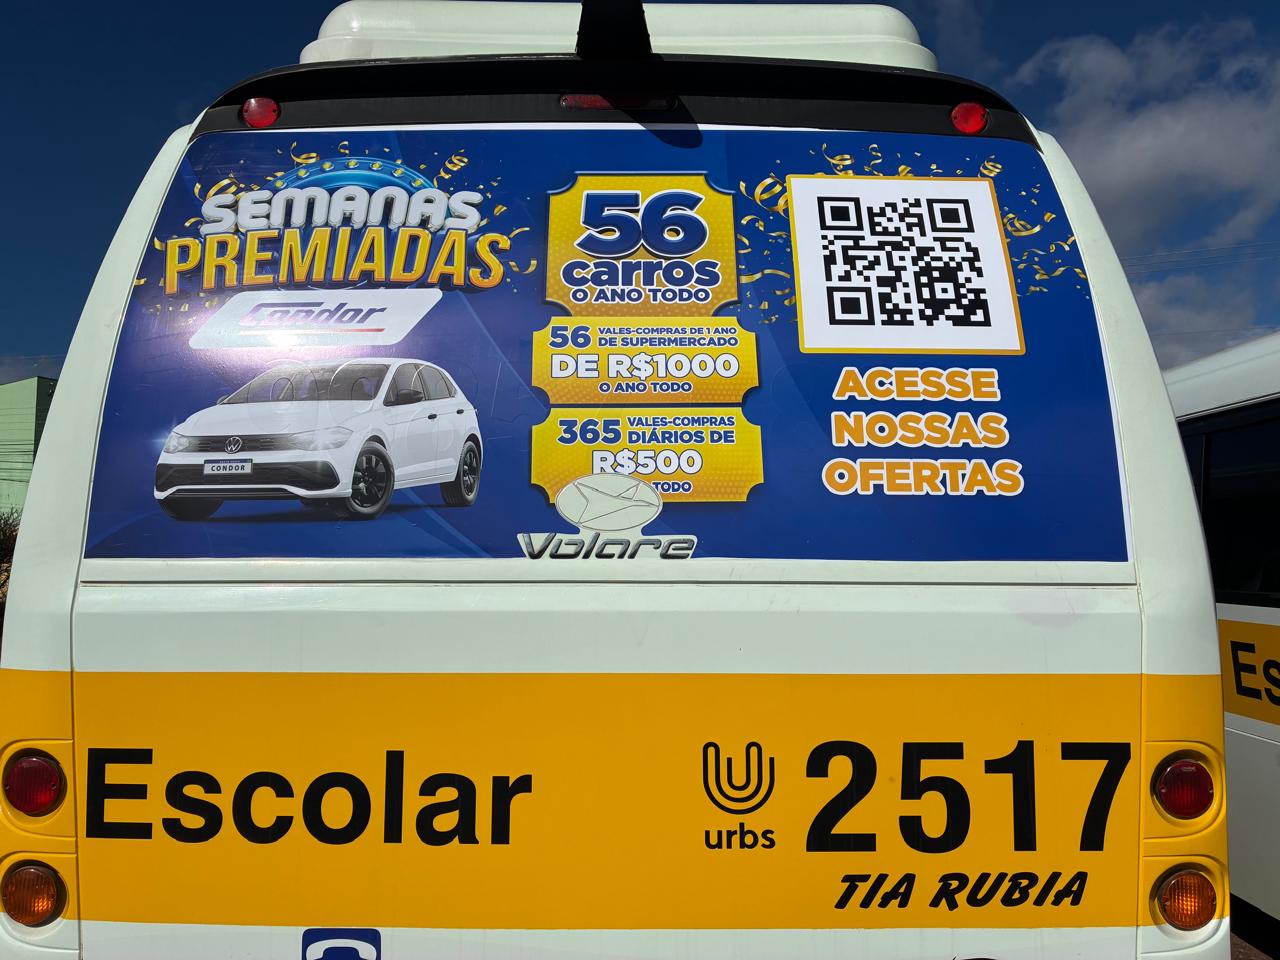 SEMANAS
PREMIADAS
Condor
CONDOR
56
carros
O ANO TODO
56 VALES-COMPRAS DE 1 ANO
DE SUPERMERCADO
DE R$1000
O ANO TODO
365 VALES-COMPRAS
DIÁRIOS DE
R$500
TODO
Volare
ACESSE
NOSSAS
OFERTAS
Escolar
urbs
2517
TIA RUBIA
Es